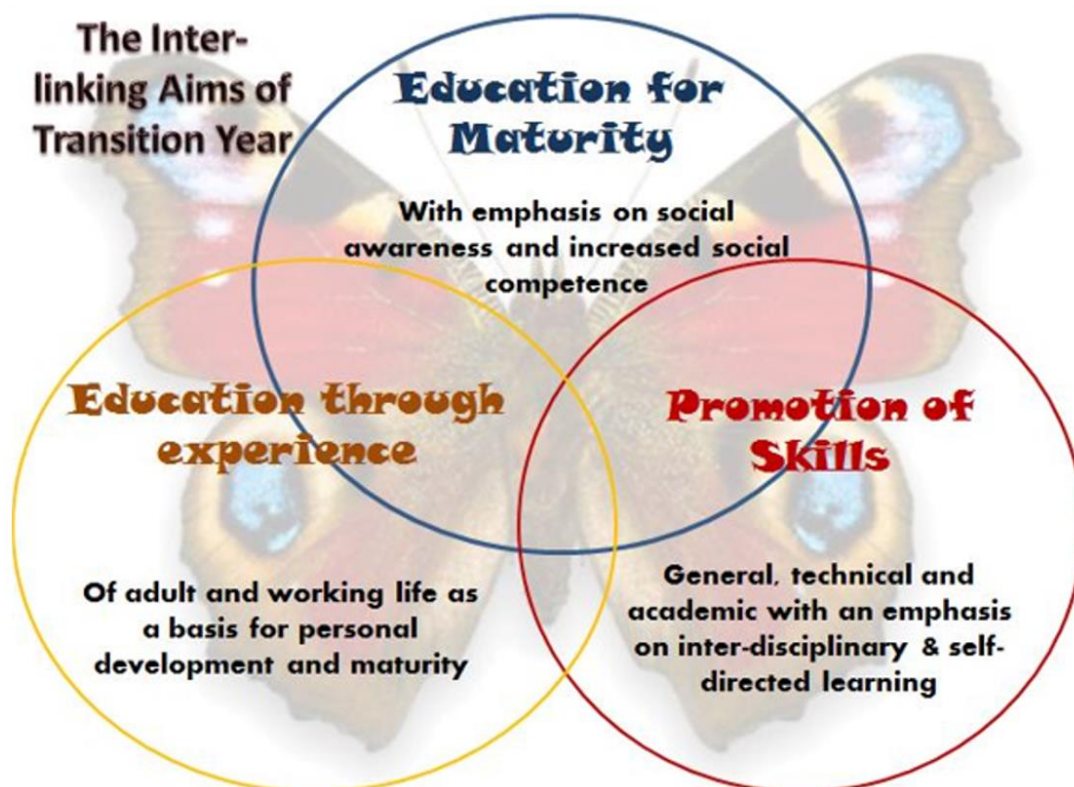 The Inter-
linking Aims of
Transition Year
Education for
Maturity
With emphasis on social
awareness and increased social
competence
Education through
experience
Of adult and working life as
a basis for personal
development and maturity
Promotion of
Skills
General, technical and
academic with an emphasis
on inter-disciplinary & self-
directed learning